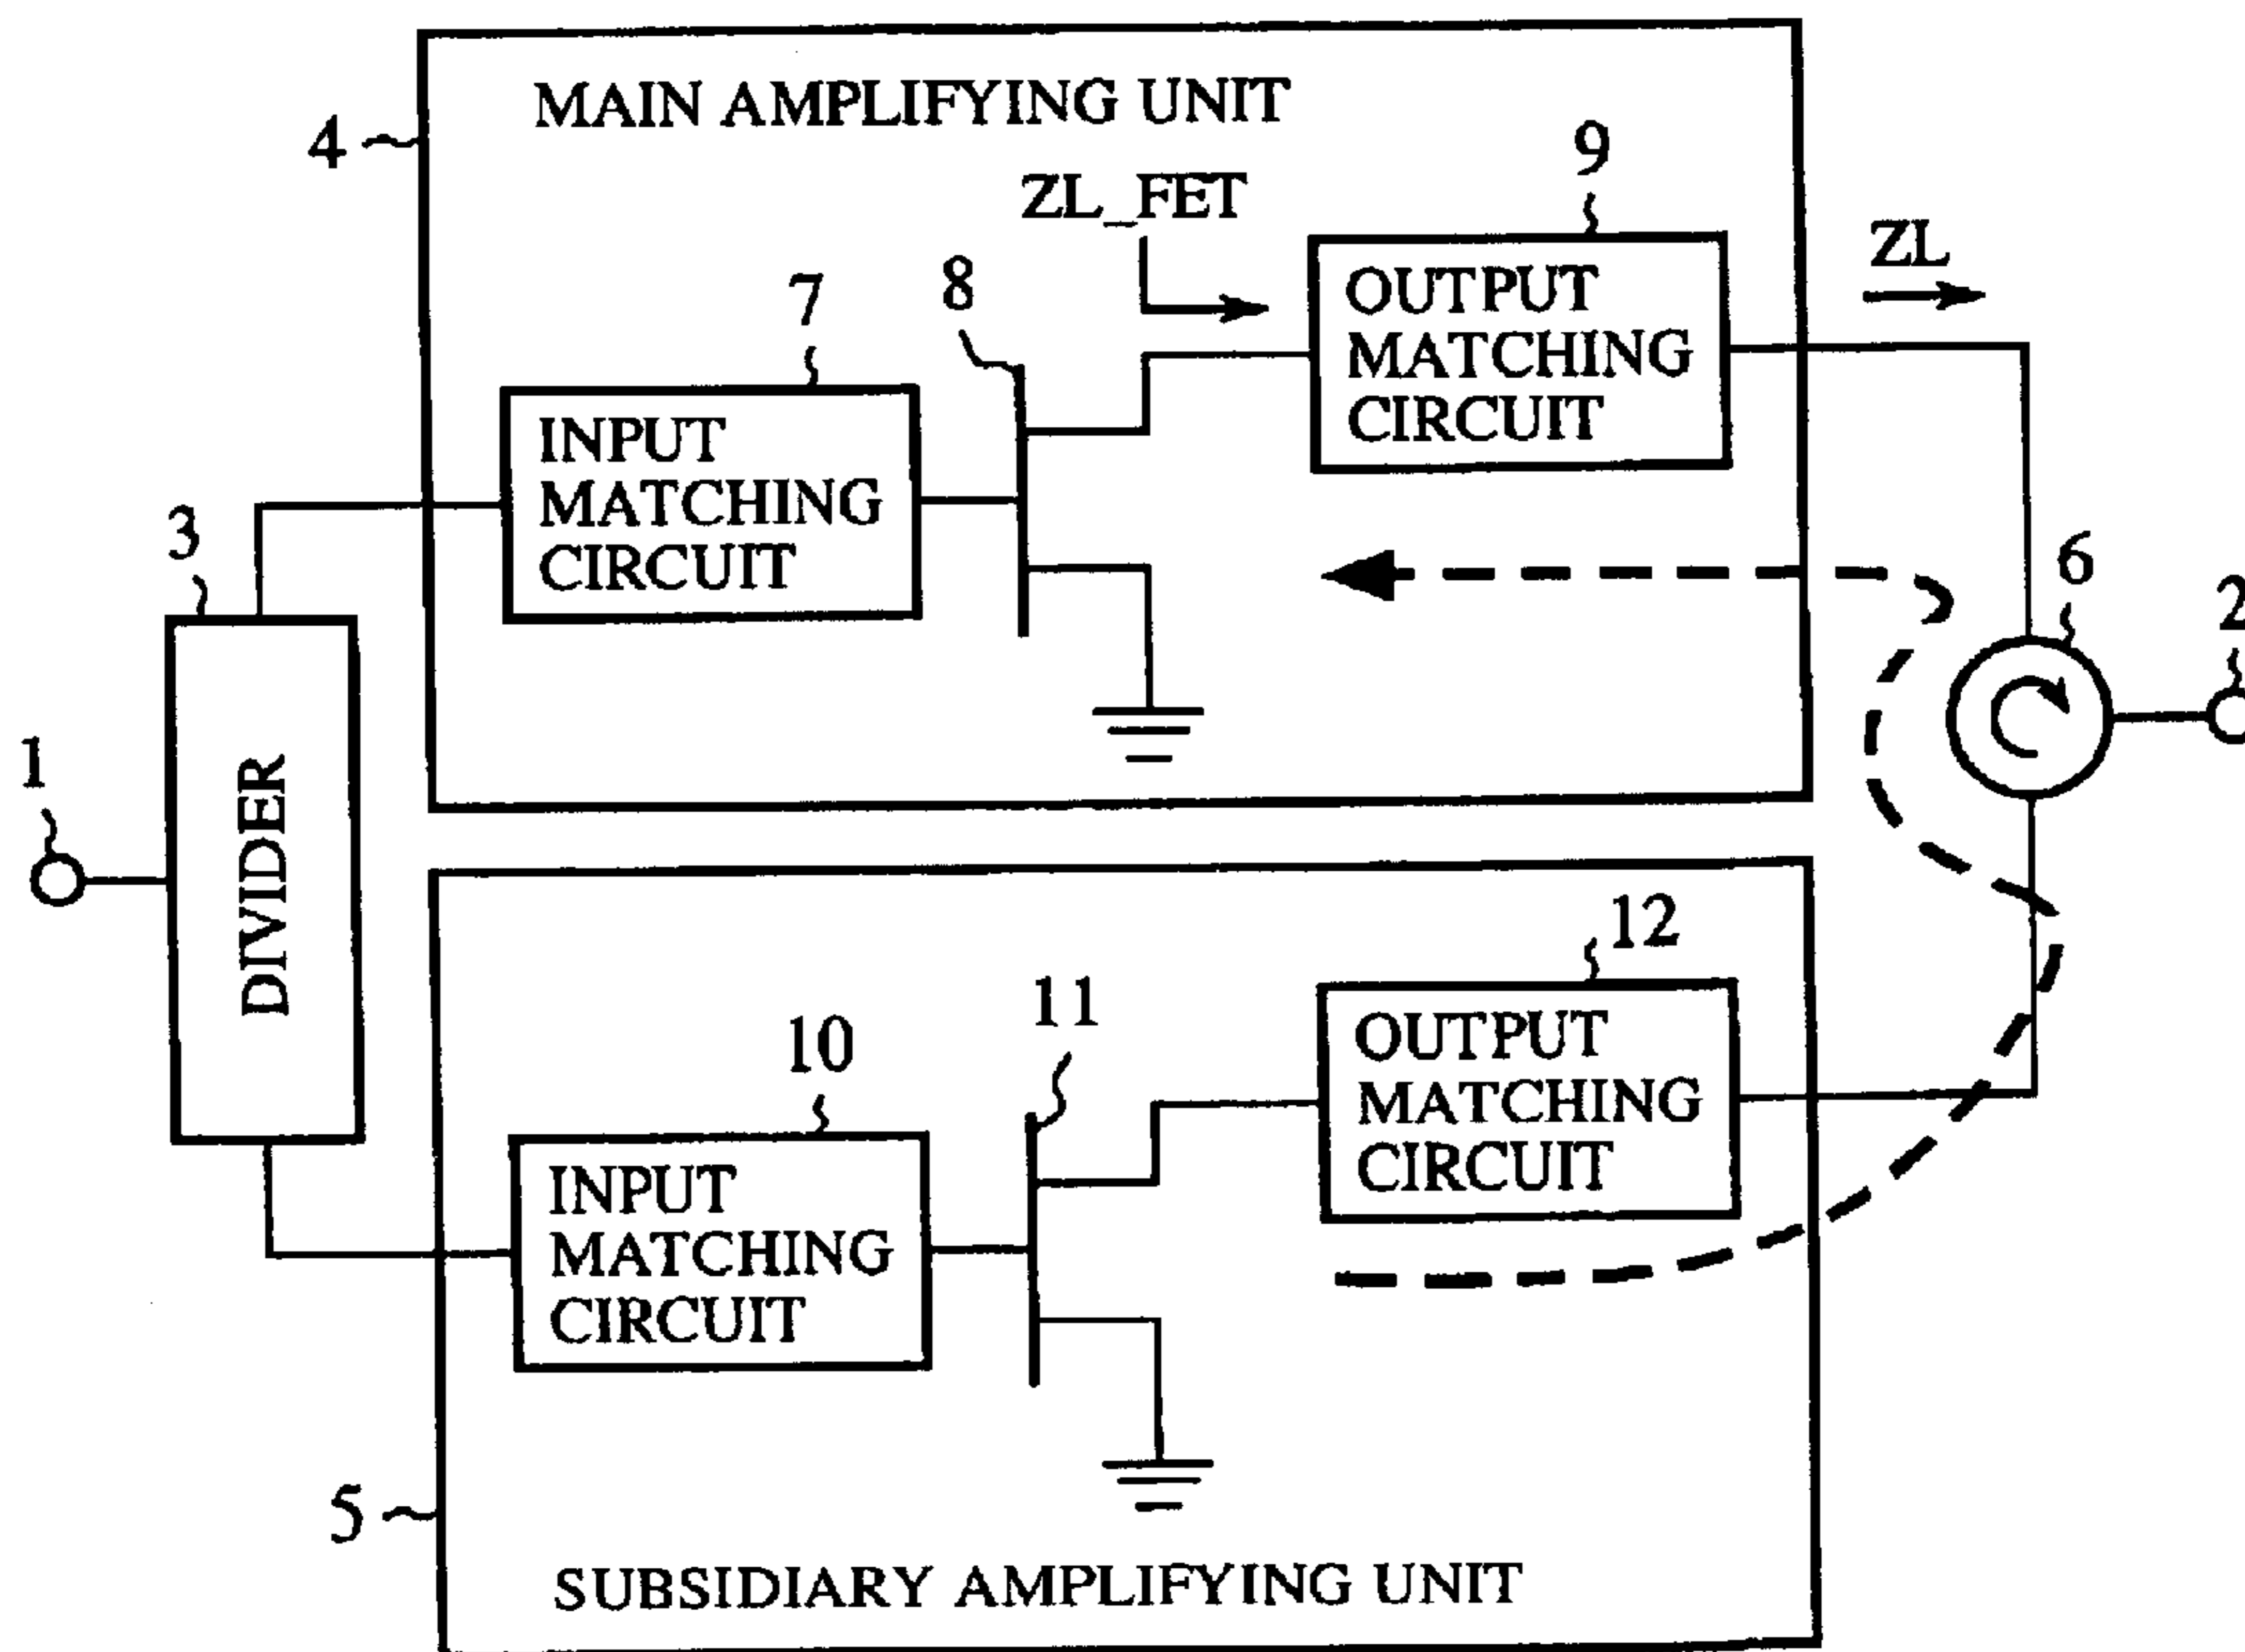 MAIN AMPLIFYING UNIT
4
9
ZL_FET
ZL
8
7
OUTPUT
MATCHING
CIRCUIT
INPUT
MATCHING
CIRCUIT
3
6
2
1
DIVIDER
12
11
10
OUTPUT
MATCHING
CIRCUIT
INPUT
MATCHING
CIRCUIT
5
SUBSIDIARY AMPLIFYING UNIT